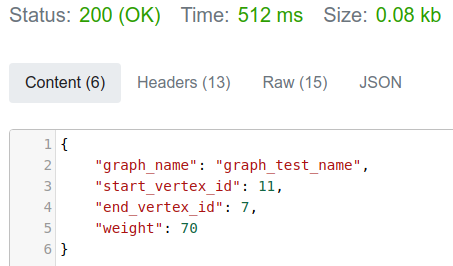 Status: 200 (OK) Time: 512 ms Size: 0.08 kb
Content (6) Headers (13) Raw (15) JSON
1 {
2 "graph_name": "graph_test_name",
3 "start_vertex_id": 11,
4 "end_vertex_id": 7,
5 "weight": 70
6 }